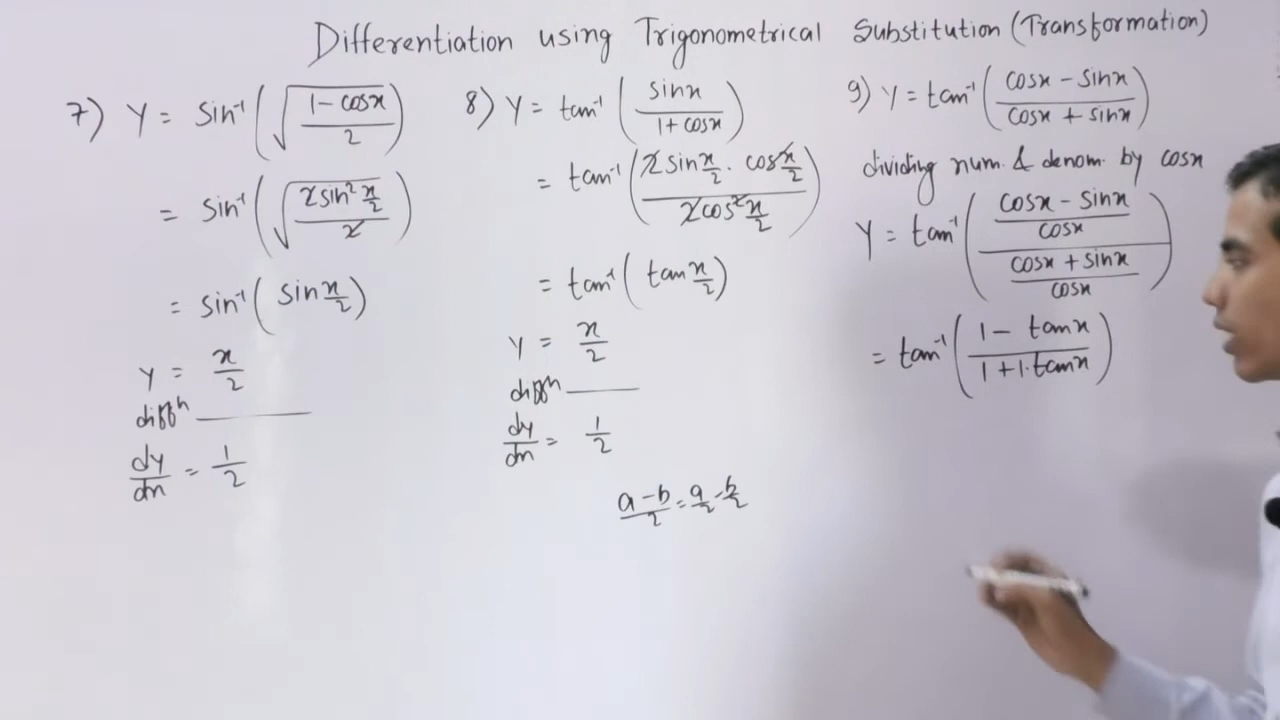 Differentiation using Trigonometrical Substitution (Transformation)
7) Y = Sin⁻¹(√((1 - cosx)/2))
= Sin⁻¹(√((2sin² x/2)/2))
= Sin⁻¹(Sin x/2)
Y = x/2
diffⁿ ______
dy/dx = 1/2
8) Y = tan⁻¹(sinx/(1 + cosx))
= tan⁻¹((2 sin x/2 . cos x/2)/(2cos² x/2))
= tan⁻¹(tan x/2)
Y = x/2
diffⁿ ______
dy/dx = 1/2
(a - b)/2 = a/2 - b/2
9) Y = tan⁻¹((cosx - sinx)/(cosx + sinx))
dividing num. & denom. by cosx
Y = tan⁻¹(((cosx - sinx)/cosx)/((cosx + sinx)/cosx))
= tan⁻¹((1 - tanx)/(1 + 1.tanx))